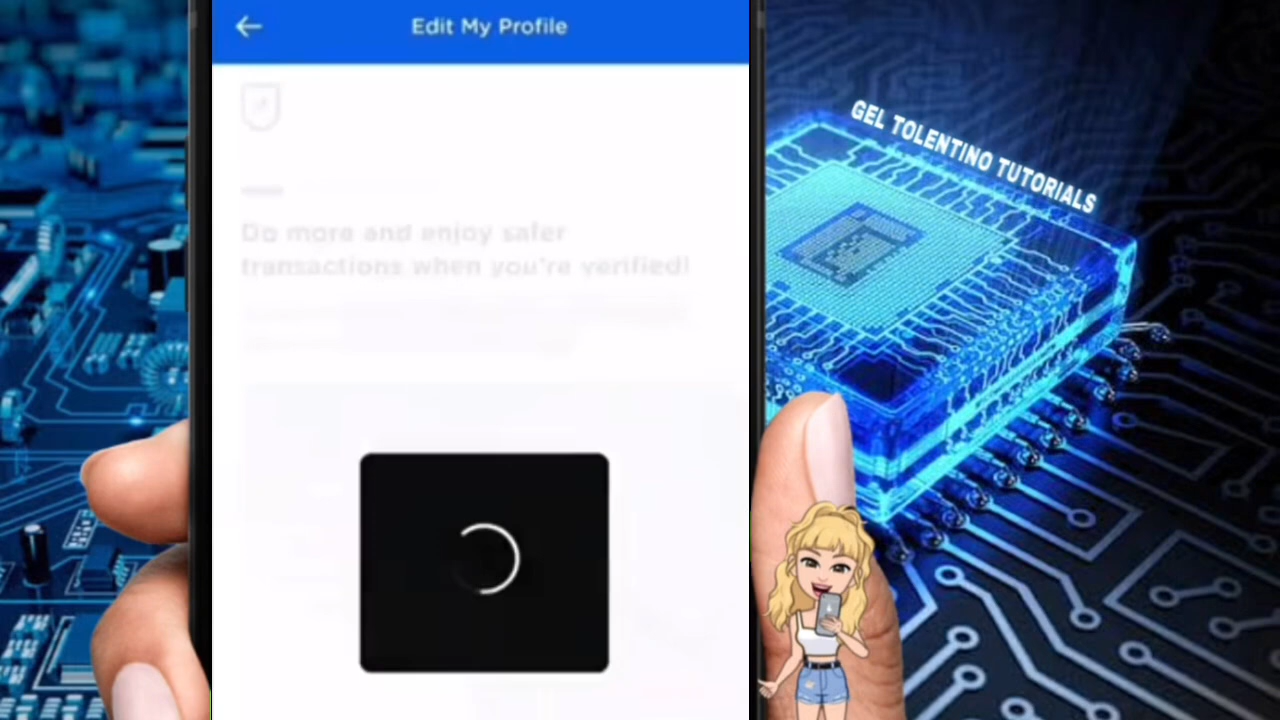 Edit My Profile
GEL TOLENTINO TUTORIALS
Do more and enjoy safer
transactions when you're verified!